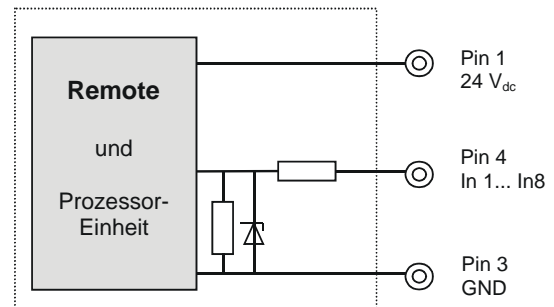 Remote
und
Prozessor-
Einheit
Pin 1
24 Vdc
Pin 4
In 1... In8
Pin 3
GND